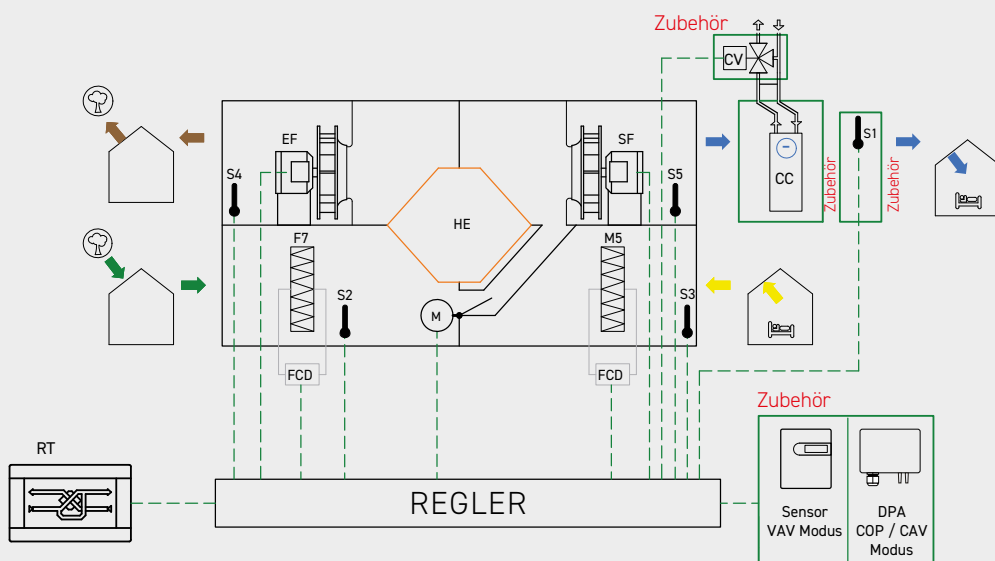 Zubehör
CV
EF
SF
S1
S4
S5
CC
Zubehör
Zubehör
HE
F7
M5
S2
S3
M
FCD
FCD
Zubehör
RT
REGLER
Sensor
VAV Modus
DPA
COP / CAV
Modus